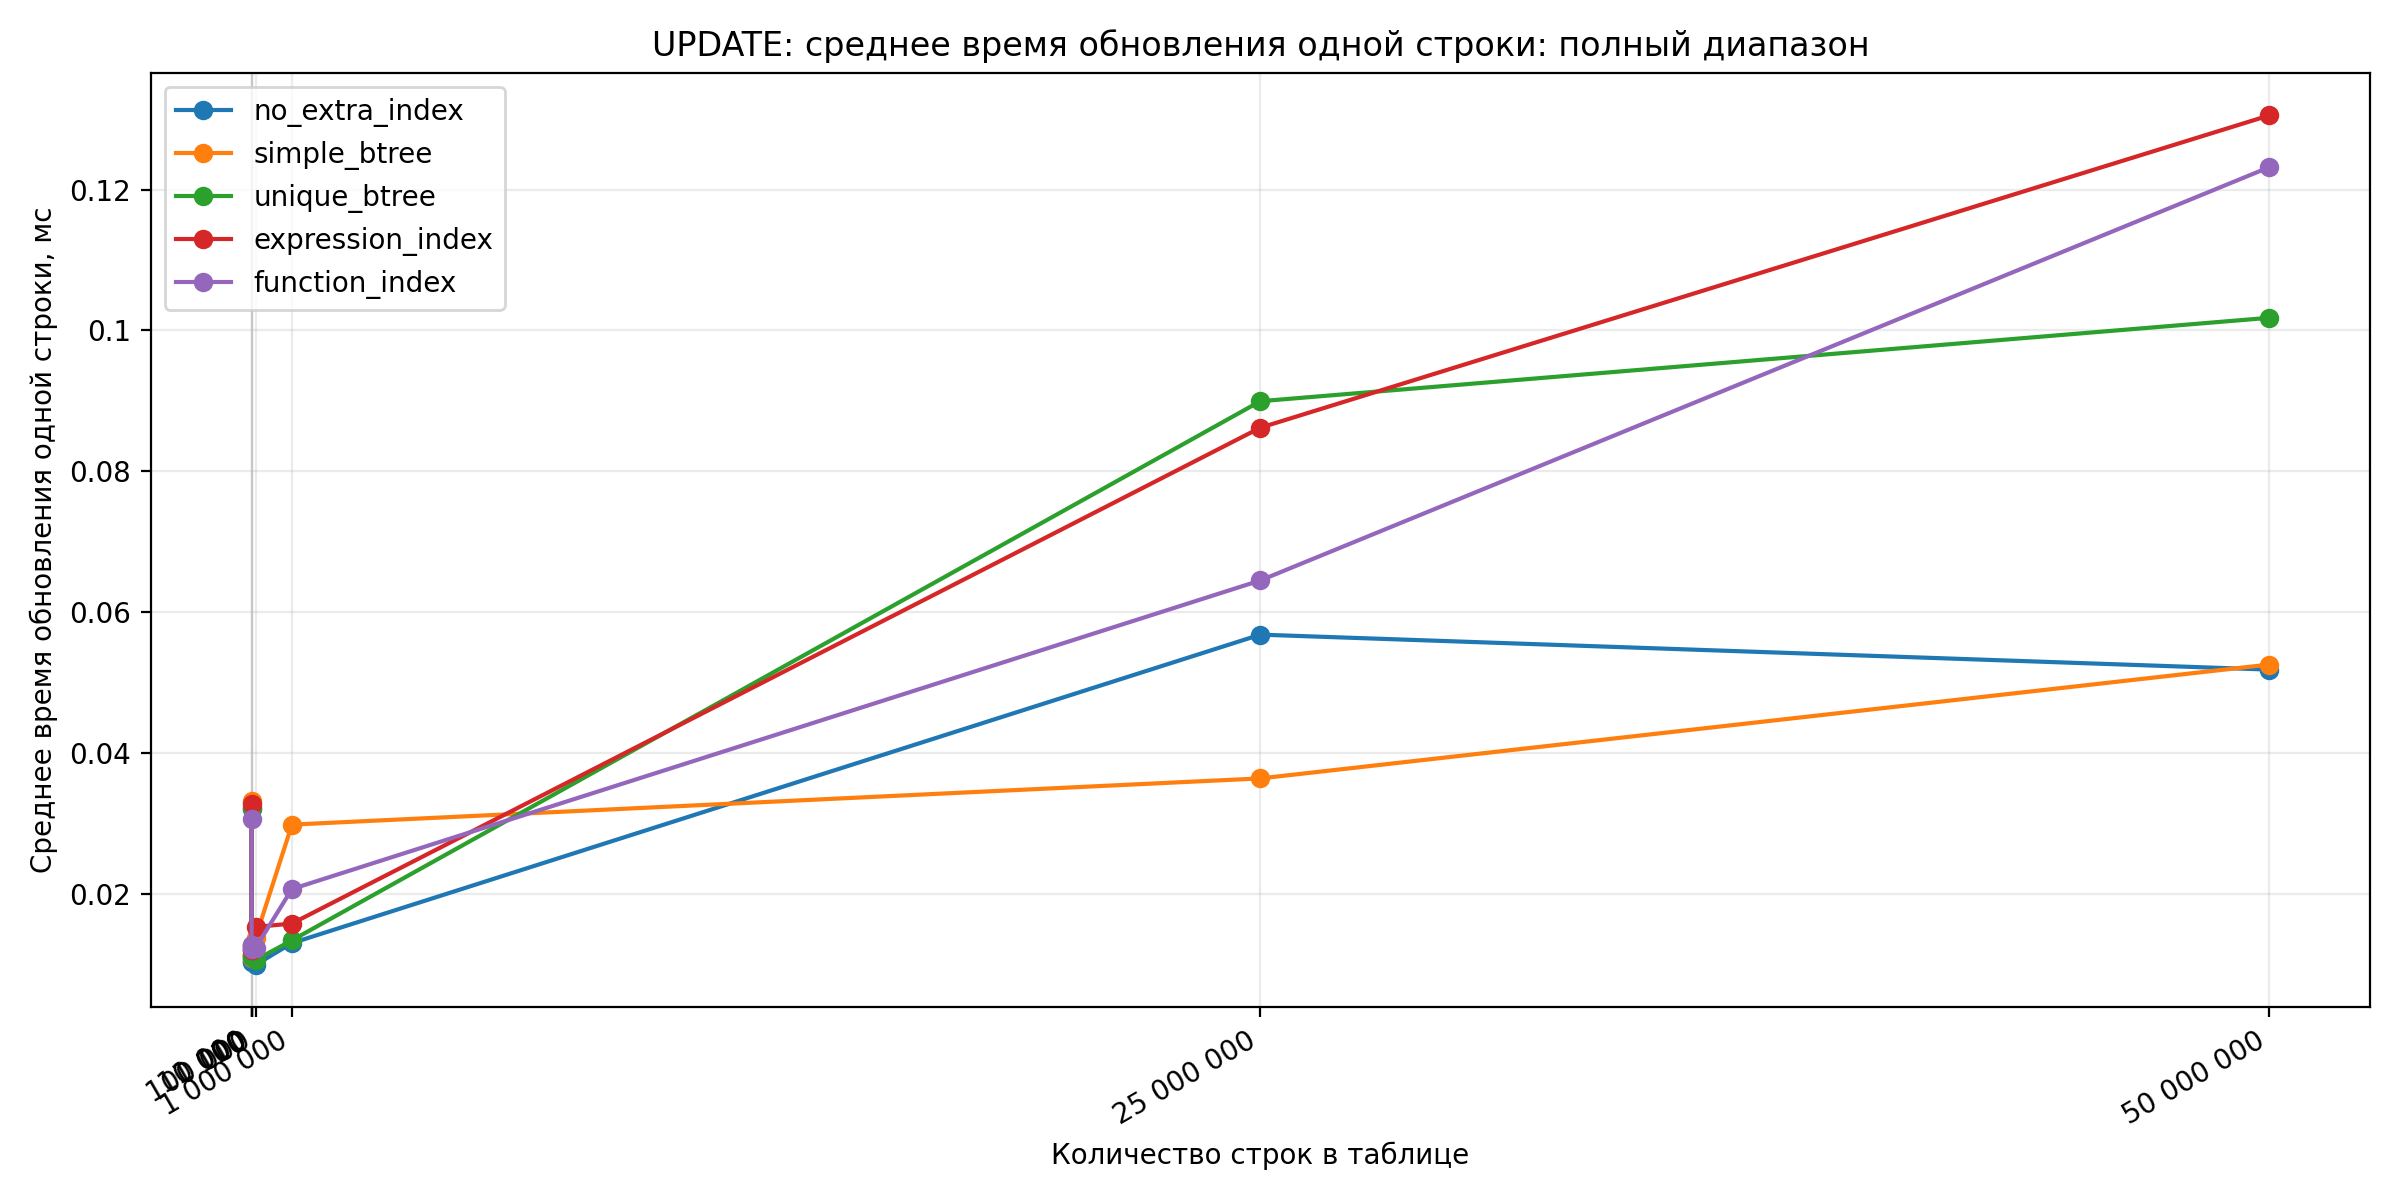 UPDATE: среднее время обновления одной строки: полный диапазон
no_extra_index
simple_btree
unique_btree
expression_index
function_index
Среднее время обновления одной строки, мс
0.12
0.1
0.08
0.06
0.04
0.02
1 000 000
25 000 000
50 000 000
Количество строк в таблице